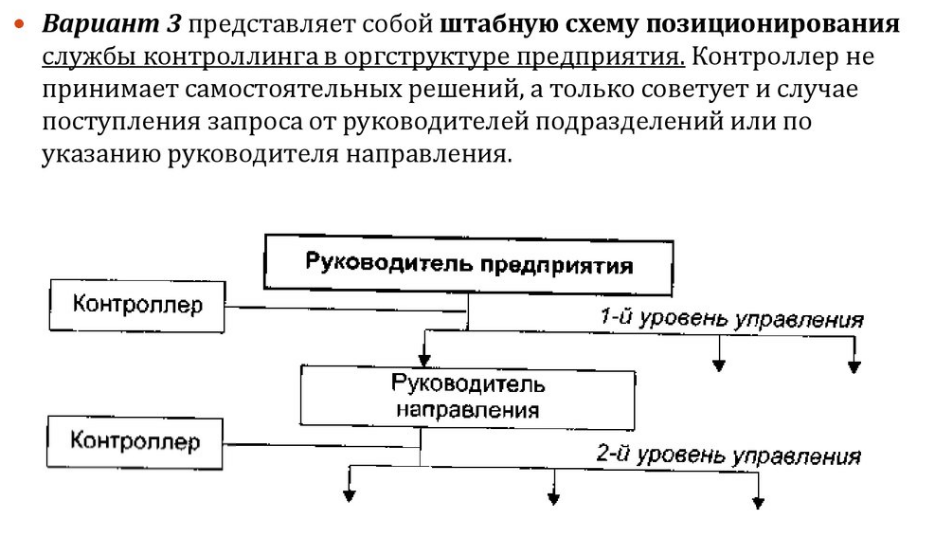 • Вариант 3 представляет собой штабную схему позиционирования
службы контроллинга в оргструктуре предприятия. Контроллер не
принимает самостоятельных решений, а только советует и случае
поступления запроса от руководителей подразделений или по
указанию руководителя направления.
Руководитель предприятия
Контроллер
1-й уровень управления
Руководитель
направления
Контроллер
2-й уровень управления